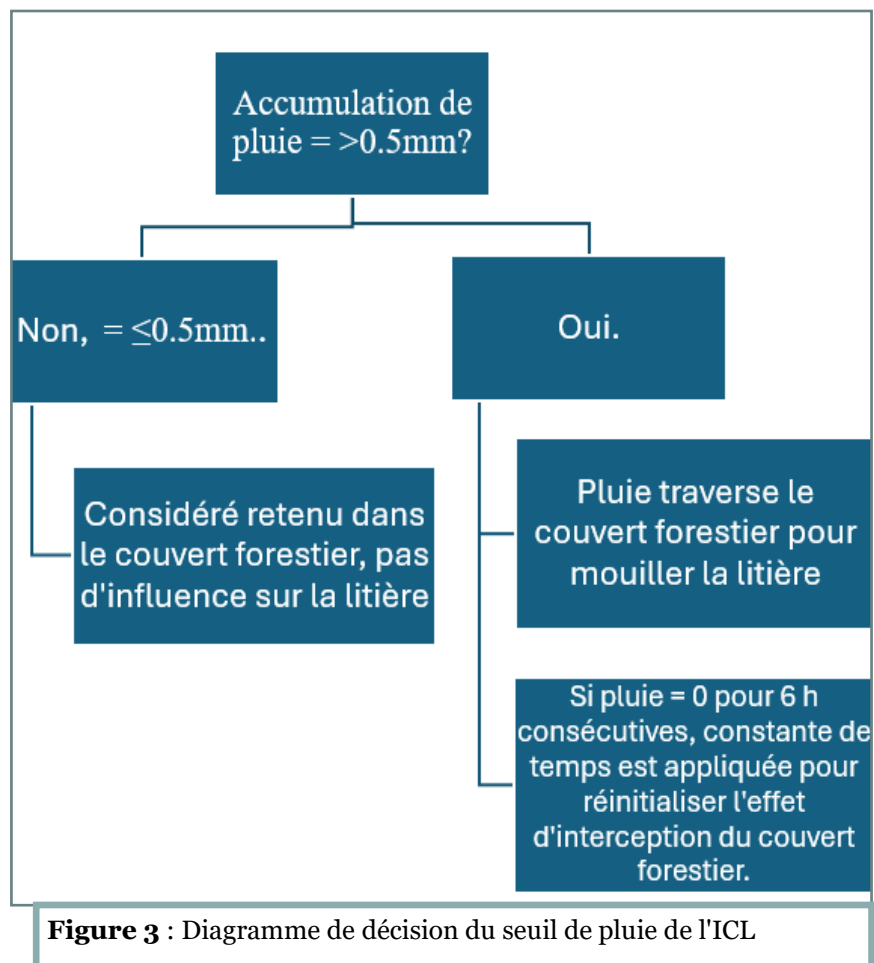 Accumulation de
pluie = >0.5mm?
Non, = ≤0.5mm..
Oui.
Considéré retenu dans
le couvert forestier, pas
d'influence sur la litière
Pluie traverse le
couvert forestier pour
mouiller la litière
Si pluie = 0 pour 6 h
consécutives, constante de
temps est appliquée pour
réinitialiser l'effet
d'interception du couvert
forestier.
Figure 3 : Diagramme de décision du seuil de pluie de l'ICL